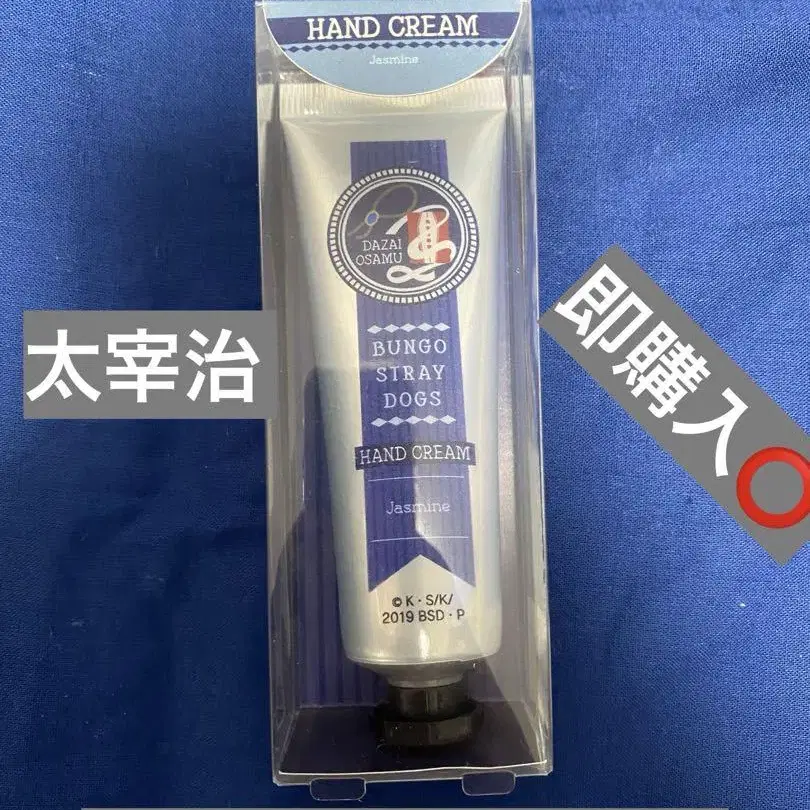 HAND CREAM
Jasmine
DAZAI
OSAMU
BUNGO
STRAY
DOGS
HAND CREAM
Jasmine
© K・S/K/
2019 BSD・P
太宰治
即購入⭕